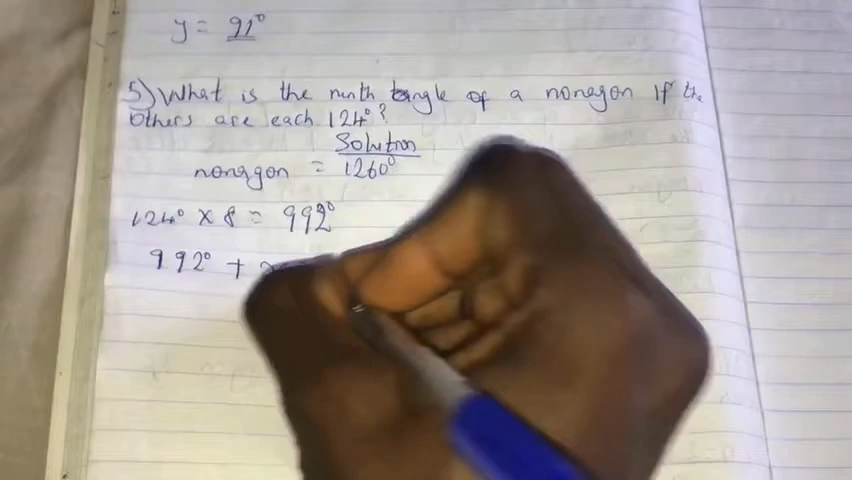 y = 91°
5) What is the ninth angle of a nonagon if the
others are each 124°?
Solution
nonagon = 1260°
124° × 8 = 992°
992° +